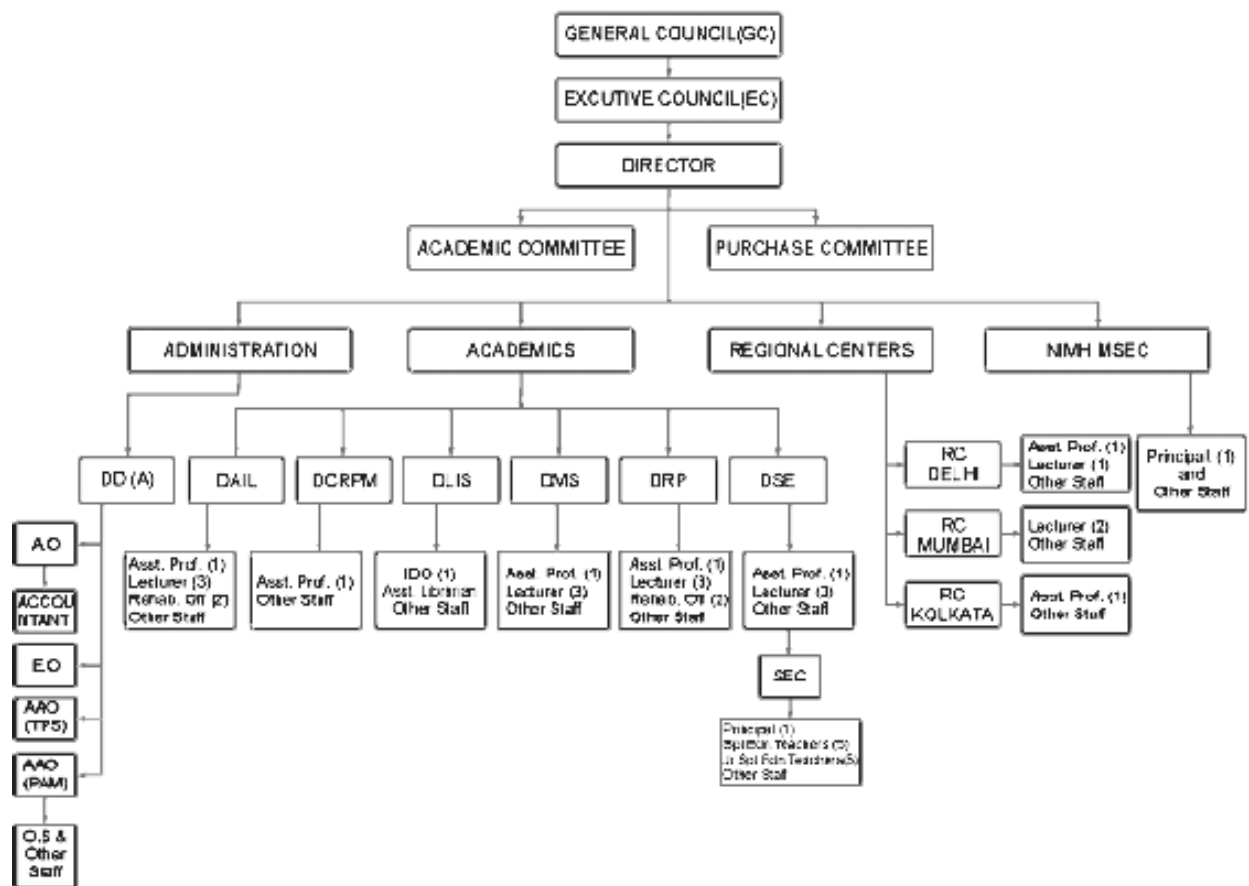 GENERAL COUNCIL(GC)
EXCUTIVE COUNCIL(EC)
DIRECTOR
ACADEMIC COMMITTEE
PURCHASE COMMITTEE
ADMINISTRATION
ACADEMICS
REGIONAL CENTERS
NIMH MSEC
DD (A)
DAIL
DCRPM
DLIS
DMS
DRP
DSE
RC
DELHI
Asst. Prof. (1)
Lecturer (1)
Other Staff
Principal (1)
and
Other Staff
AO
ACCOU
NTANT
EO
AAO
(TPS)
AAO
(PAM)
O.S &
Other
Staff
Asst. Prof. (1)
Lecturer (3)
Rehab. Off (2)
Other Staff
Asst. Prof. (1)
Other Staff
IDO (1)
Asst. Librarian
Other Staff
Asst. Prof. (1)
Lecturer (3)
Other Staff
Asst. Prof. (1)
Lecturer (3)
Rehab. Off (2)
Other Staff
Asst. Prof. (1)
Lecturer (3)
Other Staff
RC
MUMBAI
Lecturer (2)
Other Staff
RC
KOLKATA
Asst. Prof. (1)
Other Staff
SEC
Principal (1)
Teachers
Teachers
Other Staff